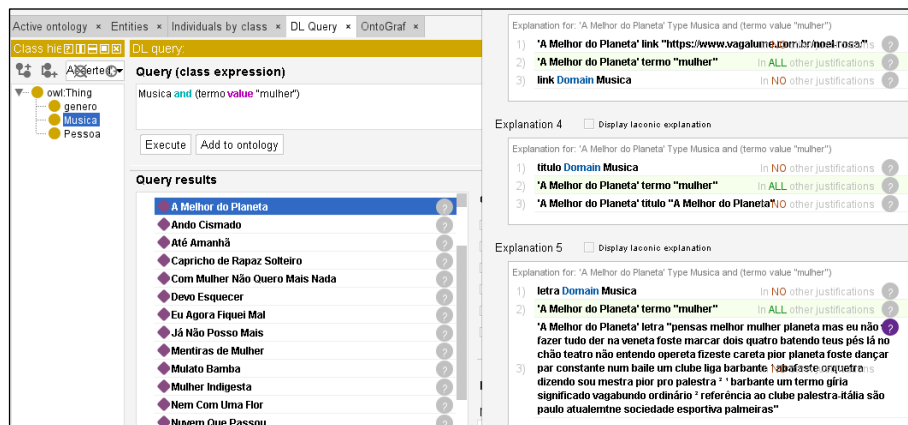 Active ontology × Entities × Individuals by class × DL Query × OntoGraf ×
Class hie
DL query:
Asserted
owl:Thing
genero
Musica
Pessoa
Query (class expression)
Musica and (termo value "mulher")
Execute Add to ontology
Query results
A Melhor do Planeta
Ando Cismado
Até Amanhã
Capricho de Rapaz Solteiro
Com Mulher Não Quero Mais Nada
Devo Esquecer
Eu Agora Fiquei Mal
Já Não Posso Mais
Mentiras de Mulher
Mulato Bamba
Mulher Indigesta
Nem Com Uma Flor
Nuvem Que Passou
Explanation for: 'A Melhor do Planeta' Type Musica and (termo value "mulher")
1) 'A Melhor do Planeta' link "https://www.vagalume.com.br/noel-rosa/" In NO other justifications
2) 'A Melhor do Planeta' termo "mulher" In ALL other justifications
3) link Domain Musica In NO other justifications
Explanation 4 Display laconic explanation
Explanation for: 'A Melhor do Planeta' Type Musica and (termo value "mulher")
1) titulo Domain Musica In NO other justifications
2) 'A Melhor do Planeta' termo "mulher" In ALL other justifications
3) 'A Melhor do Planeta' titulo "A Melhor do Planeta" In NO other justifications
Explanation 5 Display laconic explanation
Explanation for: 'A Melhor do Planeta' Type Musica and (termo value "mulher")
1) letra Domain Musica In NO other justifications
2) 'A Melhor do Planeta' termo "mulher" In ALL other justifications
'A Melhor do Planeta' letra "pensas melhor mulher planeta mas eu não
fazer tudo der na veneta foste marcar dois quatro batendo teus pés lá no
chão teatro não entendo opereta fizeste careta pior planeta foste dançar
par constante num baile um clube liga barbante
3) dizendo sou mestra pior pro palestra ² ¹ barbante um termo gíria
significado vagabundo ordinário ² referência ao clube palestra-itália são
paulo atualemtne sociedade esportiva palmeiras"